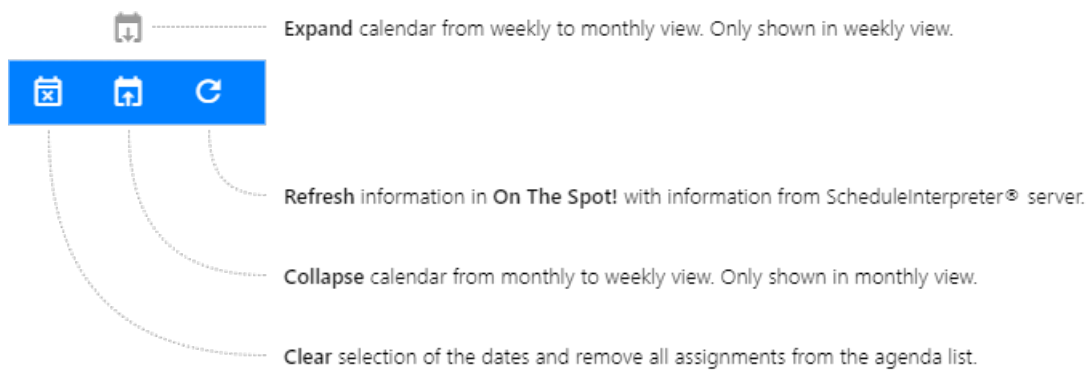 Expand calendar from weekly to monthly view. Only shown in weekly view.
Refresh information in On The Spot! with information from ScheduleInterpreter® server.
Collapse calendar from monthly to weekly view. Only shown in monthly view.
Clear selection of the dates and remove all assignments from the agenda list.